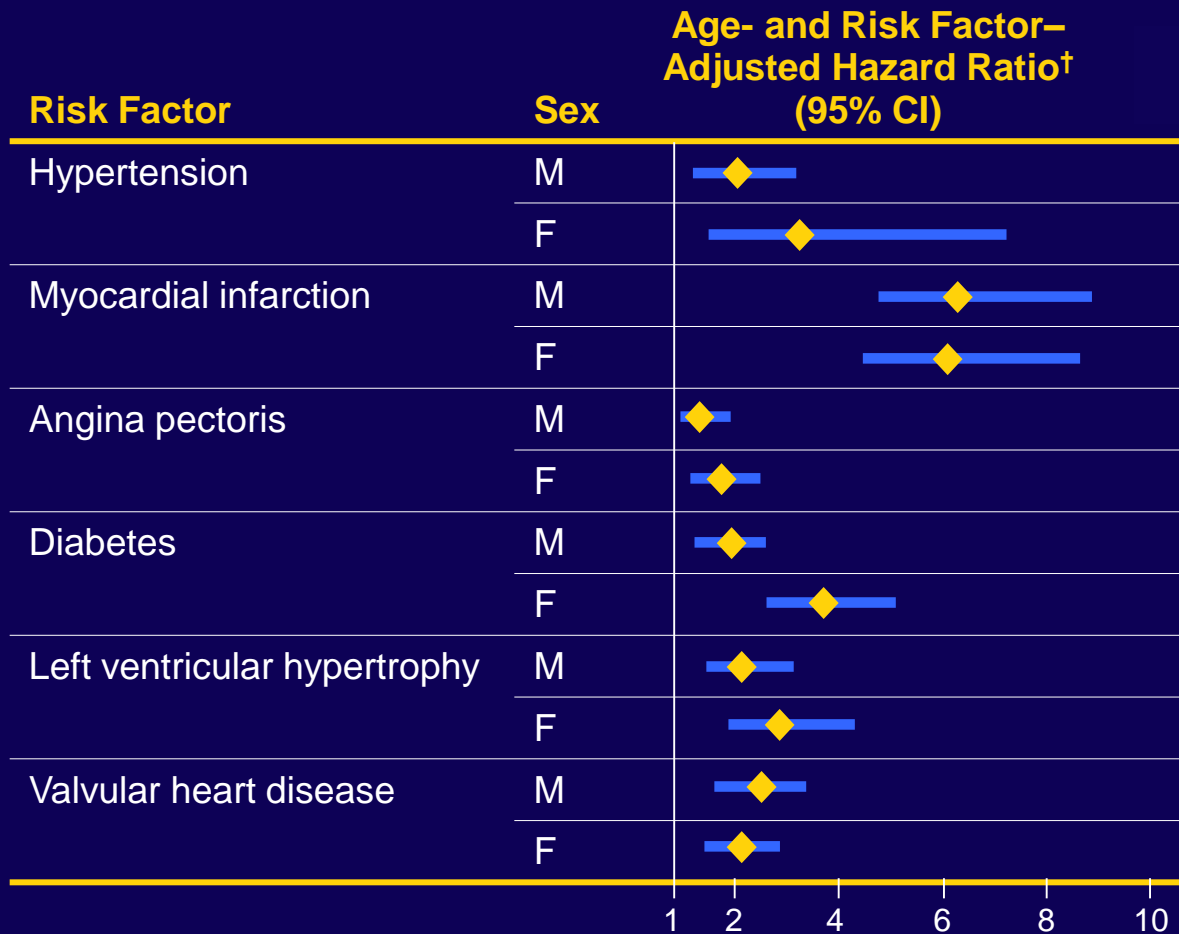 Age- and Risk Factor–
Adjusted Hazard Ratio†
Risk Factor Sex (95% CI)
Hypertension M
F
Myocardial infarction M
F
Angina pectoris M
F
Diabetes M
F
Left ventricular hypertrophy M
F
Valvular heart disease M
F
1 2 4 6 8 10